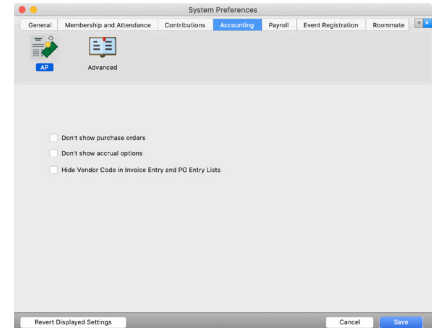 System Preferences
General Membership and Attendance Contributions Accounting Payroll Event Registration Roommate
AP Advanced
Don't show purchase orders
Don't show accrual options
Hide Vendor Code in Invoice Entry and PO Entry Lists
Revert Displayed Settings Cancel Save